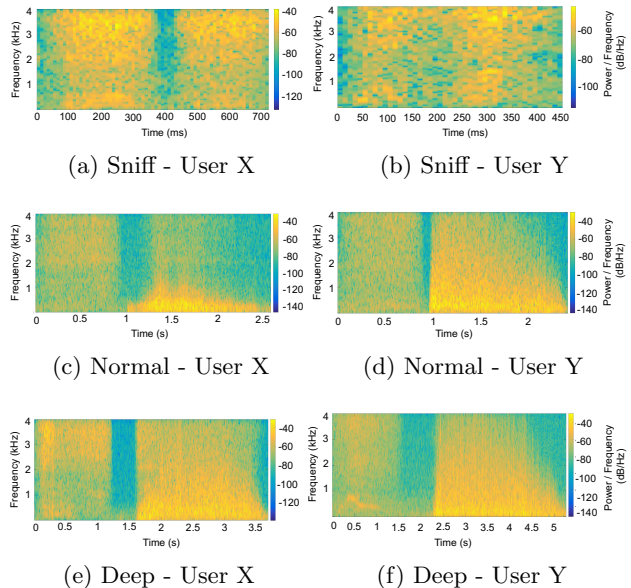 4
3
2
1
Frequency (kHz)
0 100 200 300 400 500 600 700
Time (ms)
-40
-60
-80
-100
-120
4
3
2
1
Frequency (kHz)
0 50 100 150 200 250 300 350 400 450
Time (ms)
-60
-80
-100
Power / Frequency
(dB/Hz)
(a) Sniff - User X
(b) Sniff - User Y
4
3
2
1
Frequency (kHz)
0 0.5 1 1.5 2 2.5
Time (s)
-40
-60
-80
-100
-120
-140
4
3
2
1
Frequency (kHz)
0 0.5 1 1.5 2
Time (s)
-40
-60
-80
-100
-120
-140
Power / Frequency
(dB/Hz)
(c) Normal - User X
(d) Normal - User Y
4
3
2
1
Frequency (kHz)
0 0.5 1 1.5 2 2.5 3 3.5
Time (s)
-40
-60
-80
-100
-120
4
3
2
1
Frequency (kHz)
0 0.5 1 1.5 2 2.5 3 3.5 4 4.5 5
Time (s)
-40
-60
-80
-100
-120
-140
Power / Frequency
(dB/Hz)
(e) Deep - User X
(f) Deep - User Y